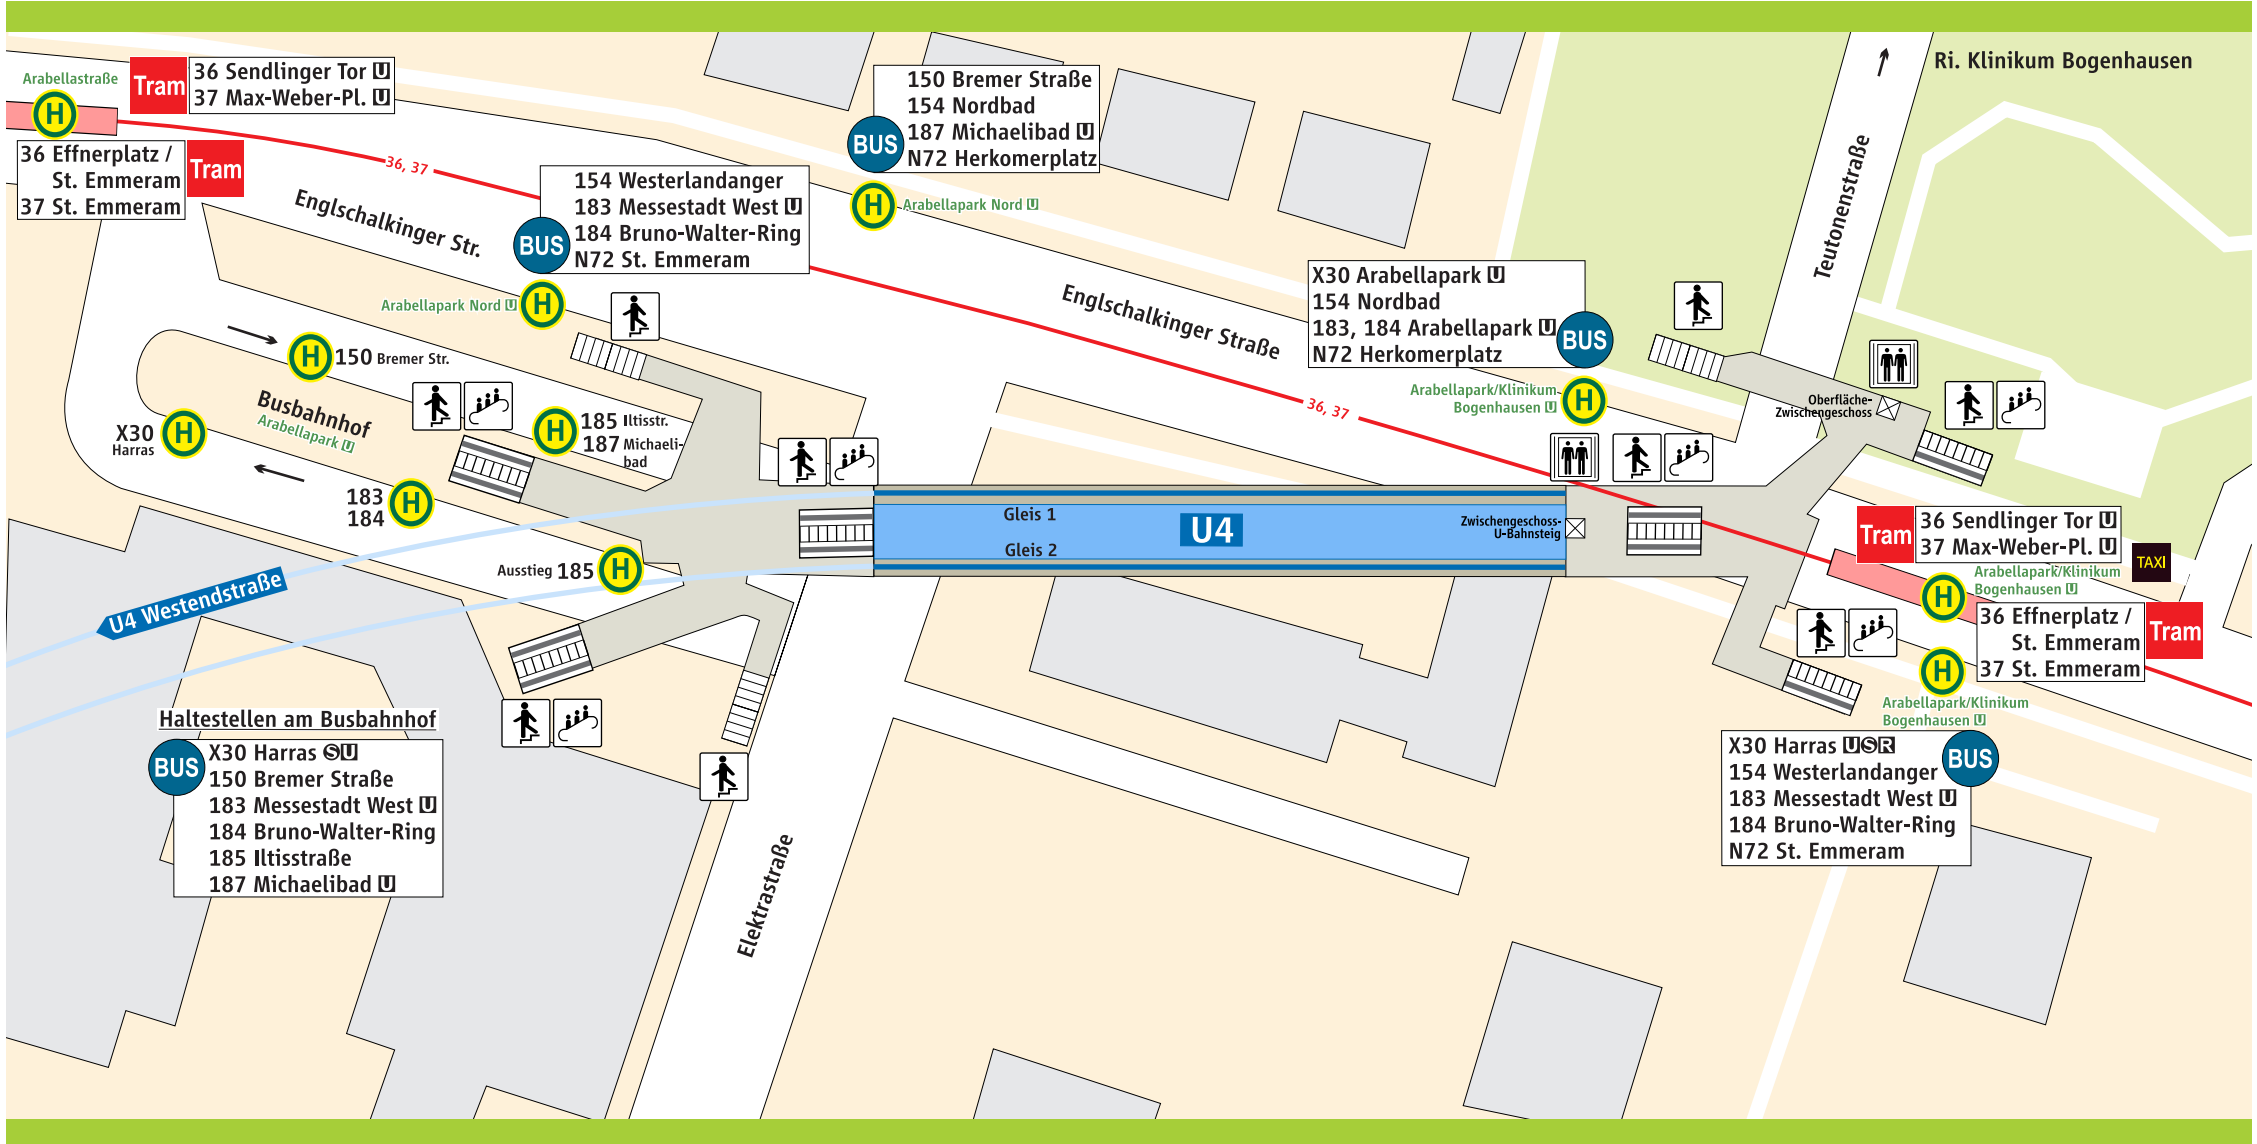 Arabellastraße
H
Tram
36 Sendlinger Tor U
37 Max-Weber-Pl. U
36 Effnerplatz /
St. Emmeram
37 St. Emmeram
Tram
36, 37
Englschalkinger Str.
BUS
154 Westerlandanger
183 Messestadt West U
184 Bruno-Walter-Ring
N72 St. Emmeram
Arabellapark Nord U
H
BUS
150 Bremer Straße
154 Nordbad
187 Michaelibad U
N72 Herkomerplatz
H
Arabellapark Nord U
Englschalkinger Straße
36, 37
X30 Arabellapark U
154 Nordbad
183, 184 Arabellapark U
N72 Herkomerplatz
BUS
Arabellapark/Klinikum
Bogenhausen U
H
Ri. Klinikum Bogenhausen
Teutonenstraße
Oberfläche-
Zwischengeschoss
H
150 Bremer Str.
Busbahnhof
Arabellapark U
X30
Harras
H
H
185 Iltisstr.
187 Michaeli-
bad
183
184
H
Ausstieg 185
H
U4 Westendstraße
Gleis 1
Gleis 2
U4
Zwischengeschoss-
U-Bahnsteig
Tram
36 Sendlinger Tor U
37 Max-Weber-Pl. U
TAXI
Arabellapark/Klinikum
Bogenhausen U
H
36 Effnerplatz /
St. Emmeram
37 St. Emmeram
Tram
H
Arabellapark/Klinikum
Bogenhausen U
X30 Harras U S R
154 Westerlandanger
183 Messestadt West U
184 Bruno-Walter-Ring
N72 St. Emmeram
BUS
Haltestellen am Busbahnhof
BUS
X30 Harras S U
150 Bremer Straße
183 Messestadt West U
184 Bruno-Walter-Ring
185 Iltisstraße
187 Michaelibad U
Elektrastraße